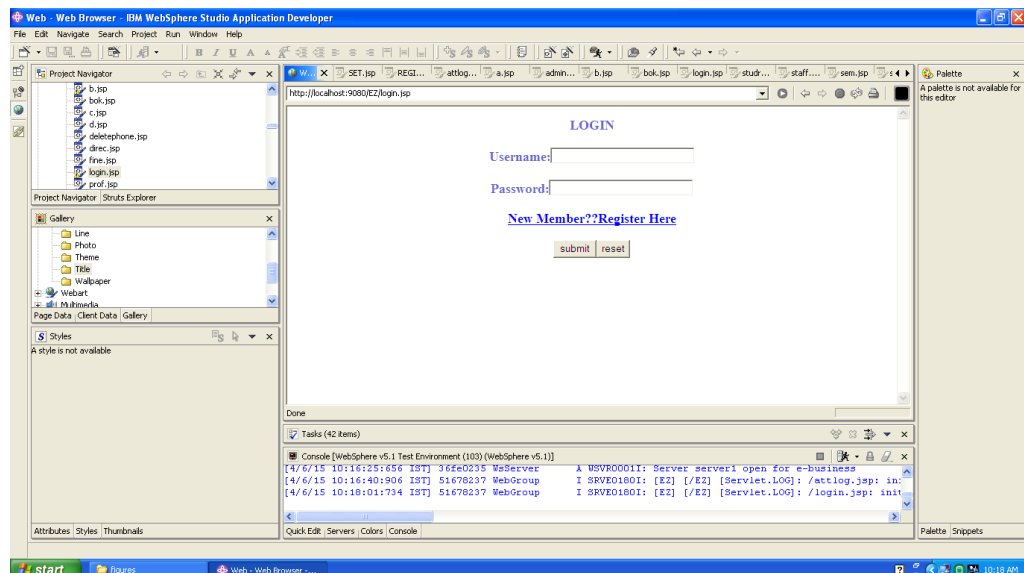 Web - Web Browser - IBM WebSphere Studio Application Developer
File Edit Navigate Search Project Run Window Help
Project Navigator
b.jsp
bok.jsp
c.jsp
d.jsp
deletephone.jsp
direc.jsp
fine.jsp
login.jsp
prof.jsp
Project Navigator Struts Explorer
Gallery
Line
Photo
Theme
Title
Wallpaper
Webart
Multimedia
Page Data Client Data Gallery
Styles
A style is not available
Attributes Styles Thumbnails
W... SET.jsp REGI... attlog... a.jsp admin... b.jsp bok.jsp login.jsp studr... staff.... sem.jsp
http://localhost:9080/EZ/login.jsp
LOGIN
Username:
Password:
New Member??Register Here
submit reset
Done
Tasks (42 items)
Console [WebSphere v5.1 Test Environment (103) (WebSphere v5.1)]
[4/6/15 10:16:25:656 IST] 36fe0235 WsServer A WSVR0001I: Server server1 open for e-business
[4/6/15 10:16:40:906 IST] 51678237 WebGroup I SRVE0180I: [EZ] [/EZ] [Servlet.LOG]: /attlog.jsp: ini
[4/6/15 10:18:01:734 IST] 51678237 WebGroup I SRVE0180I: [EZ] [/EZ] [Servlet.LOG]: /login.jsp: init
Quick Edit Servers Colors Console
Palette
A palette is not available for this editor
Palette Snippets
start figures Web - Web Browser -... 10:18 AM